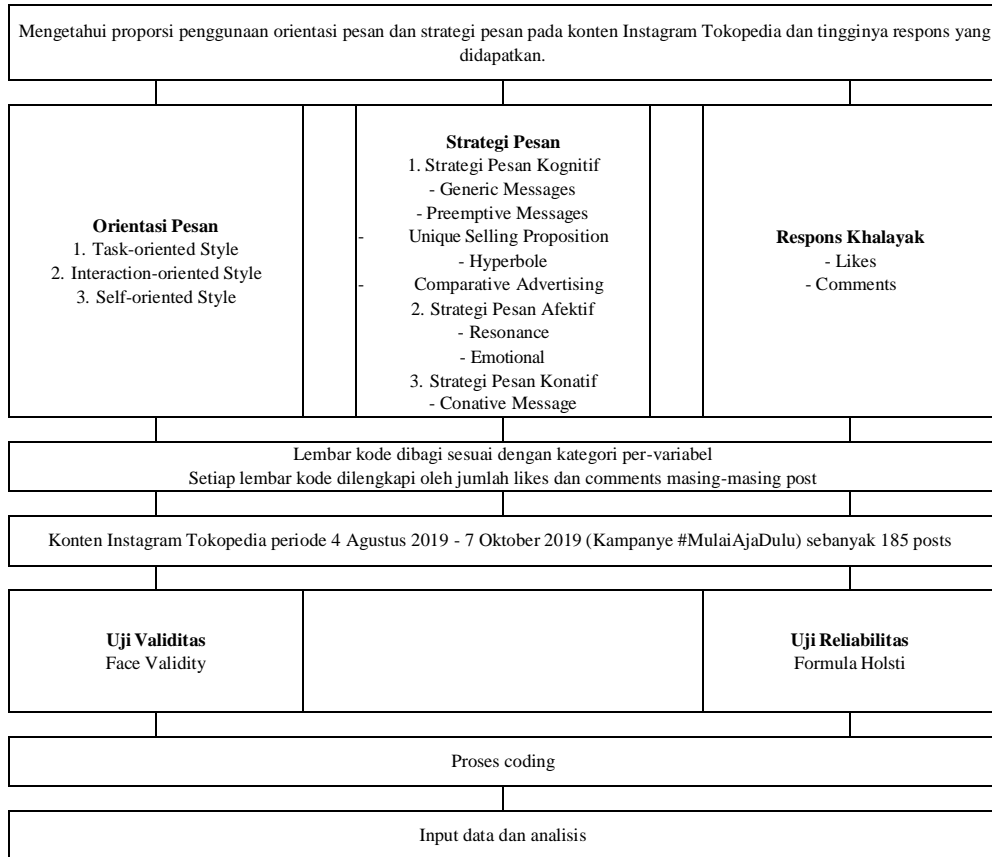 Mengetahui proporsi penggunaan orientasi pesan dan strategi pesan pada konten Instagram Tokopedia dan tingginya respons yang
didapatkan.
Orientasi Pesan
1. Task-oriented Style
2. Interaction-oriented Style
3. Self-oriented Style
Strategi Pesan
1. Strategi Pesan Kognitif
- Generic Messages
- Preemptive Messages
- Unique Selling Proposition
- Hyperbole
- Comparative Advertising
2. Strategi Pesan Afektif
- Resonance
- Emotional
3. Strategi Pesan Konatif
- Conative Message
Respons Khalayak
- Likes
- Comments
Lembar kode dibagi sesuai dengan kategori per-variabel
Setiap lembar kode dilengkapi oleh jumlah likes dan comments masing-masing post
Konten Instagram Tokopedia periode 4 Agustus 2019 - 7 Oktober 2019 (Kampanye #MulaiAjaDulu) sebanyak 185 posts
Uji Validitas
Face Validity
Uji Reliabilitas
Formula Holsti
Proses coding
Input data dan analisis